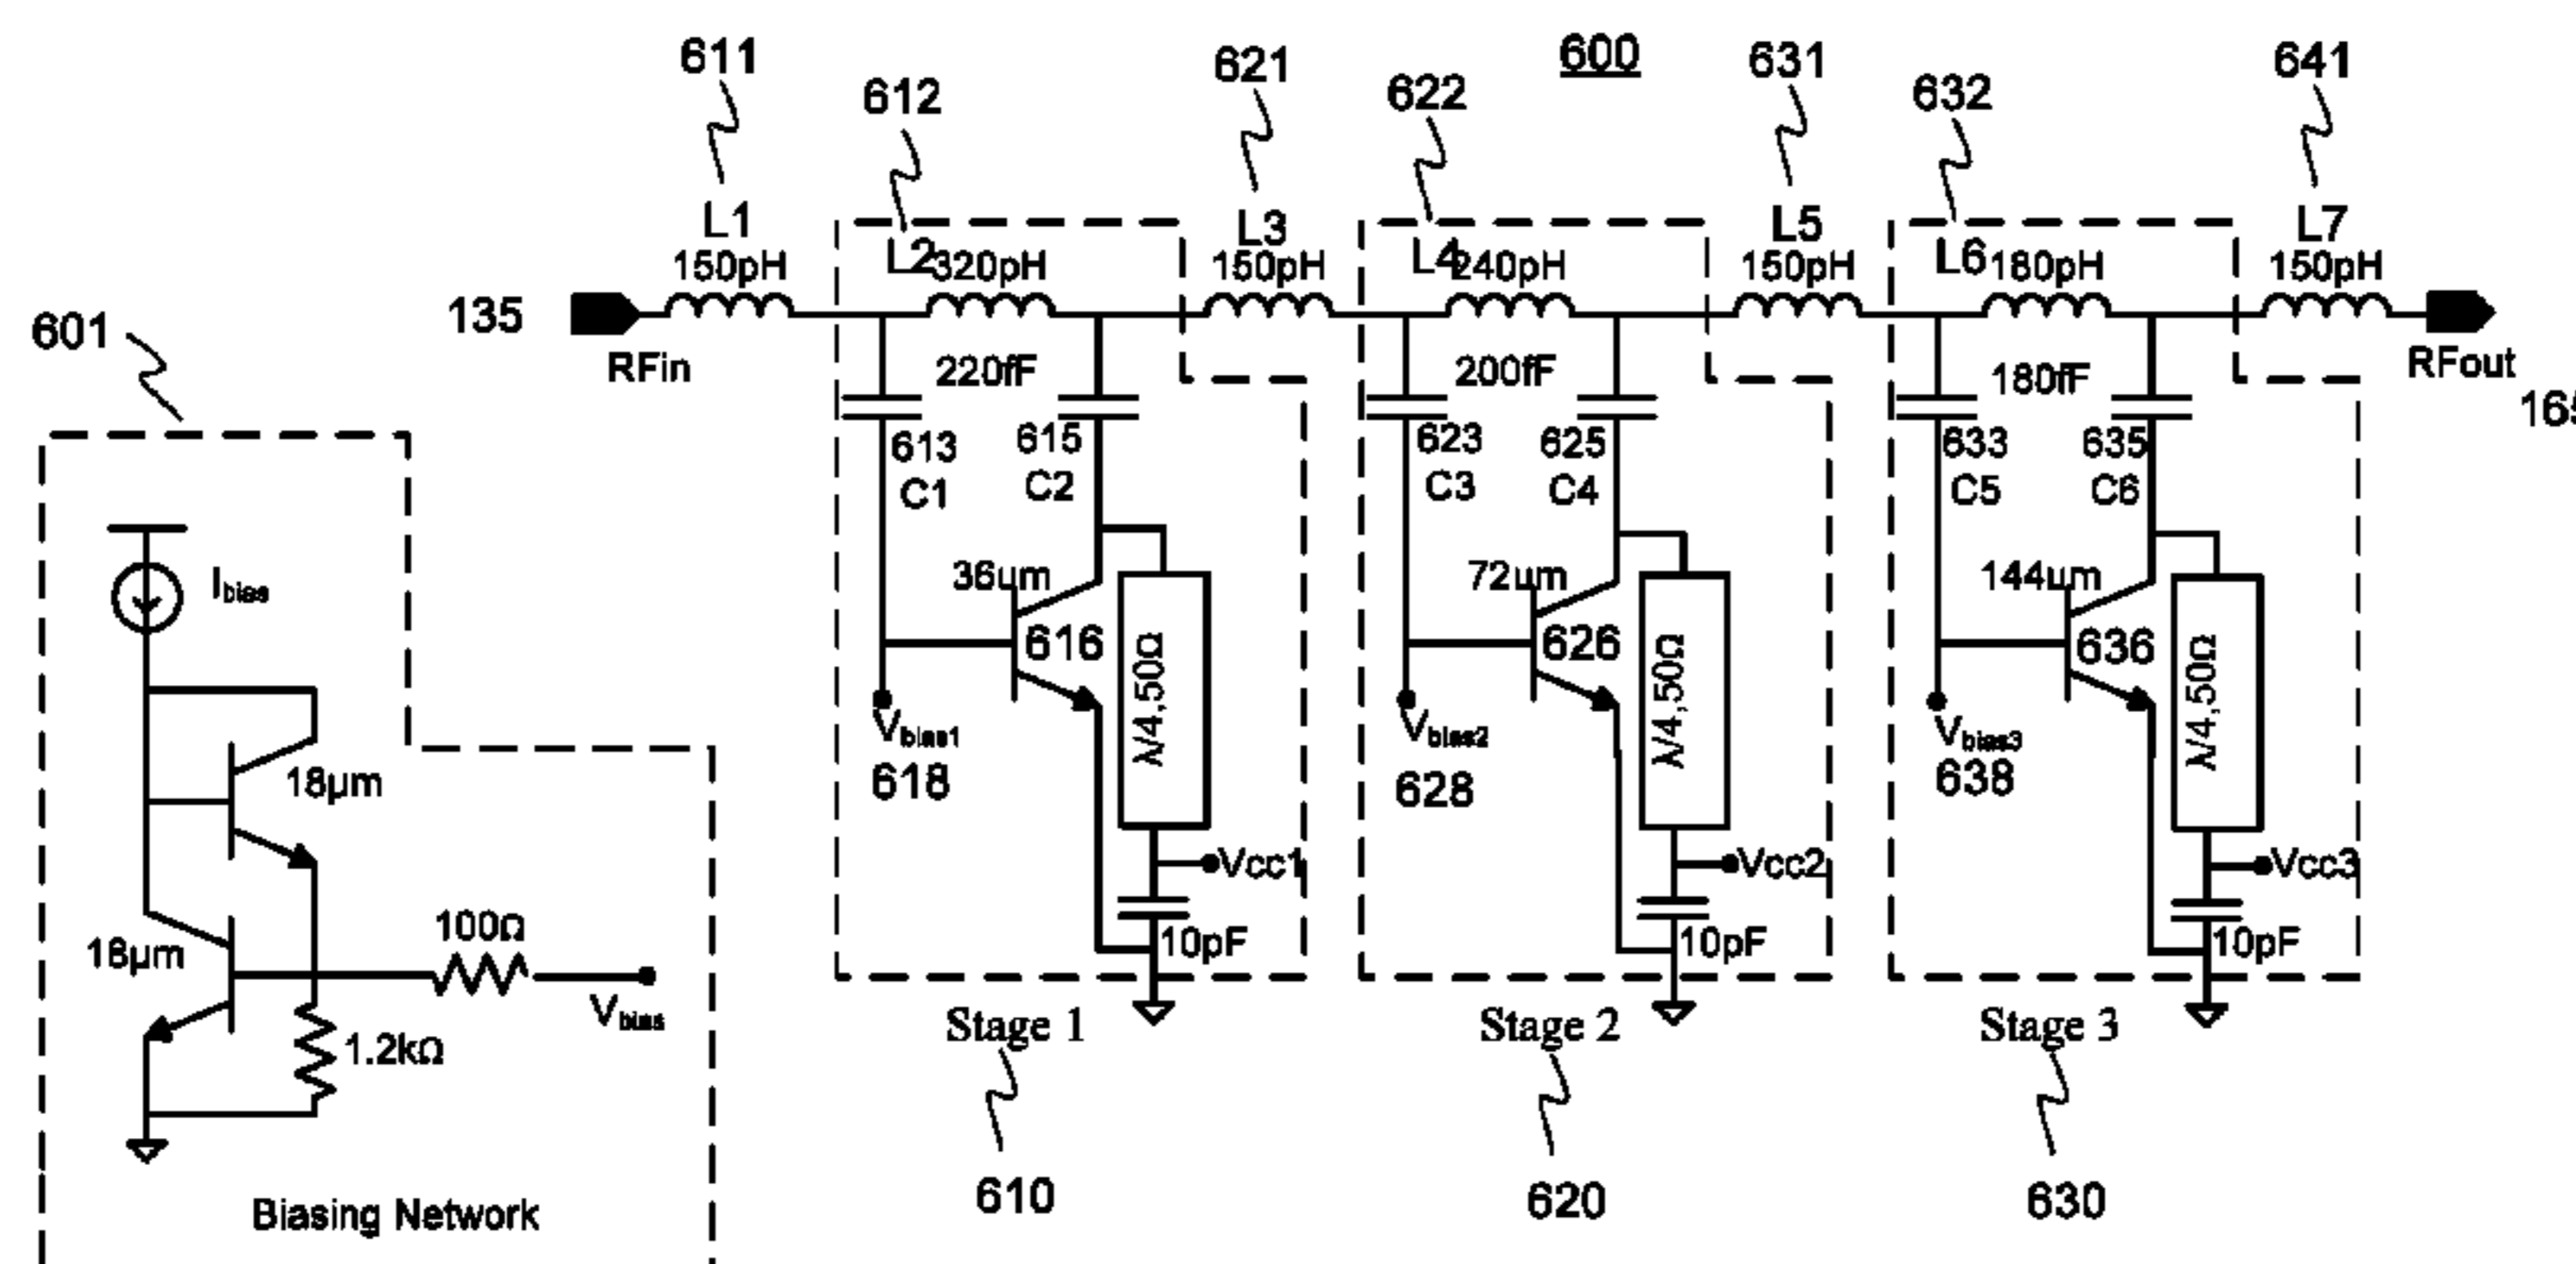 600
611
612
621
622
631
632
641
L1
150pH
L2
320pH
L3
150pH
L4
240pH
L5
150pH
L6
180pH
L7
150pH
135
RFin
RFout
601
220fF
200fF
180fF
613
C1
615
C2
623
C3
625
C4
633
C5
635
C6
36μm
616
λ/4,50Ω
72μm
626
λ/4,50Ω
144μm
636
λ/4,50Ω
Vbias1
618
Vbias2
628
Vbias3
638
Vcc1
10pF
Vcc2
10pF
Vcc3
10pF
Stage 1
610
Stage 2
620
Stage 3
630
Ibias
18μm
18μm
100Ω
Vbias
1.2kΩ
Biasing Network